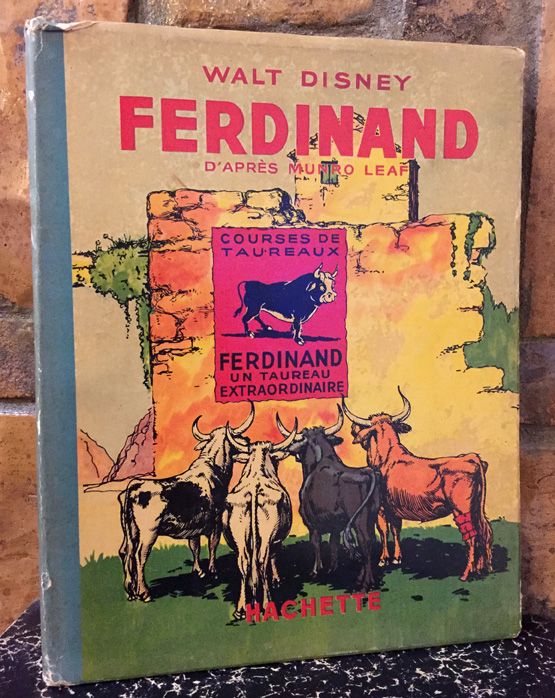 WALT DISNEY
FERDINAND
D'APRÈS MUNRO LEAF
COURSES DE
TAUREAUX
FERDINAND
UN TAUREAU
EXTRAORDINAIRE
HACHETTE